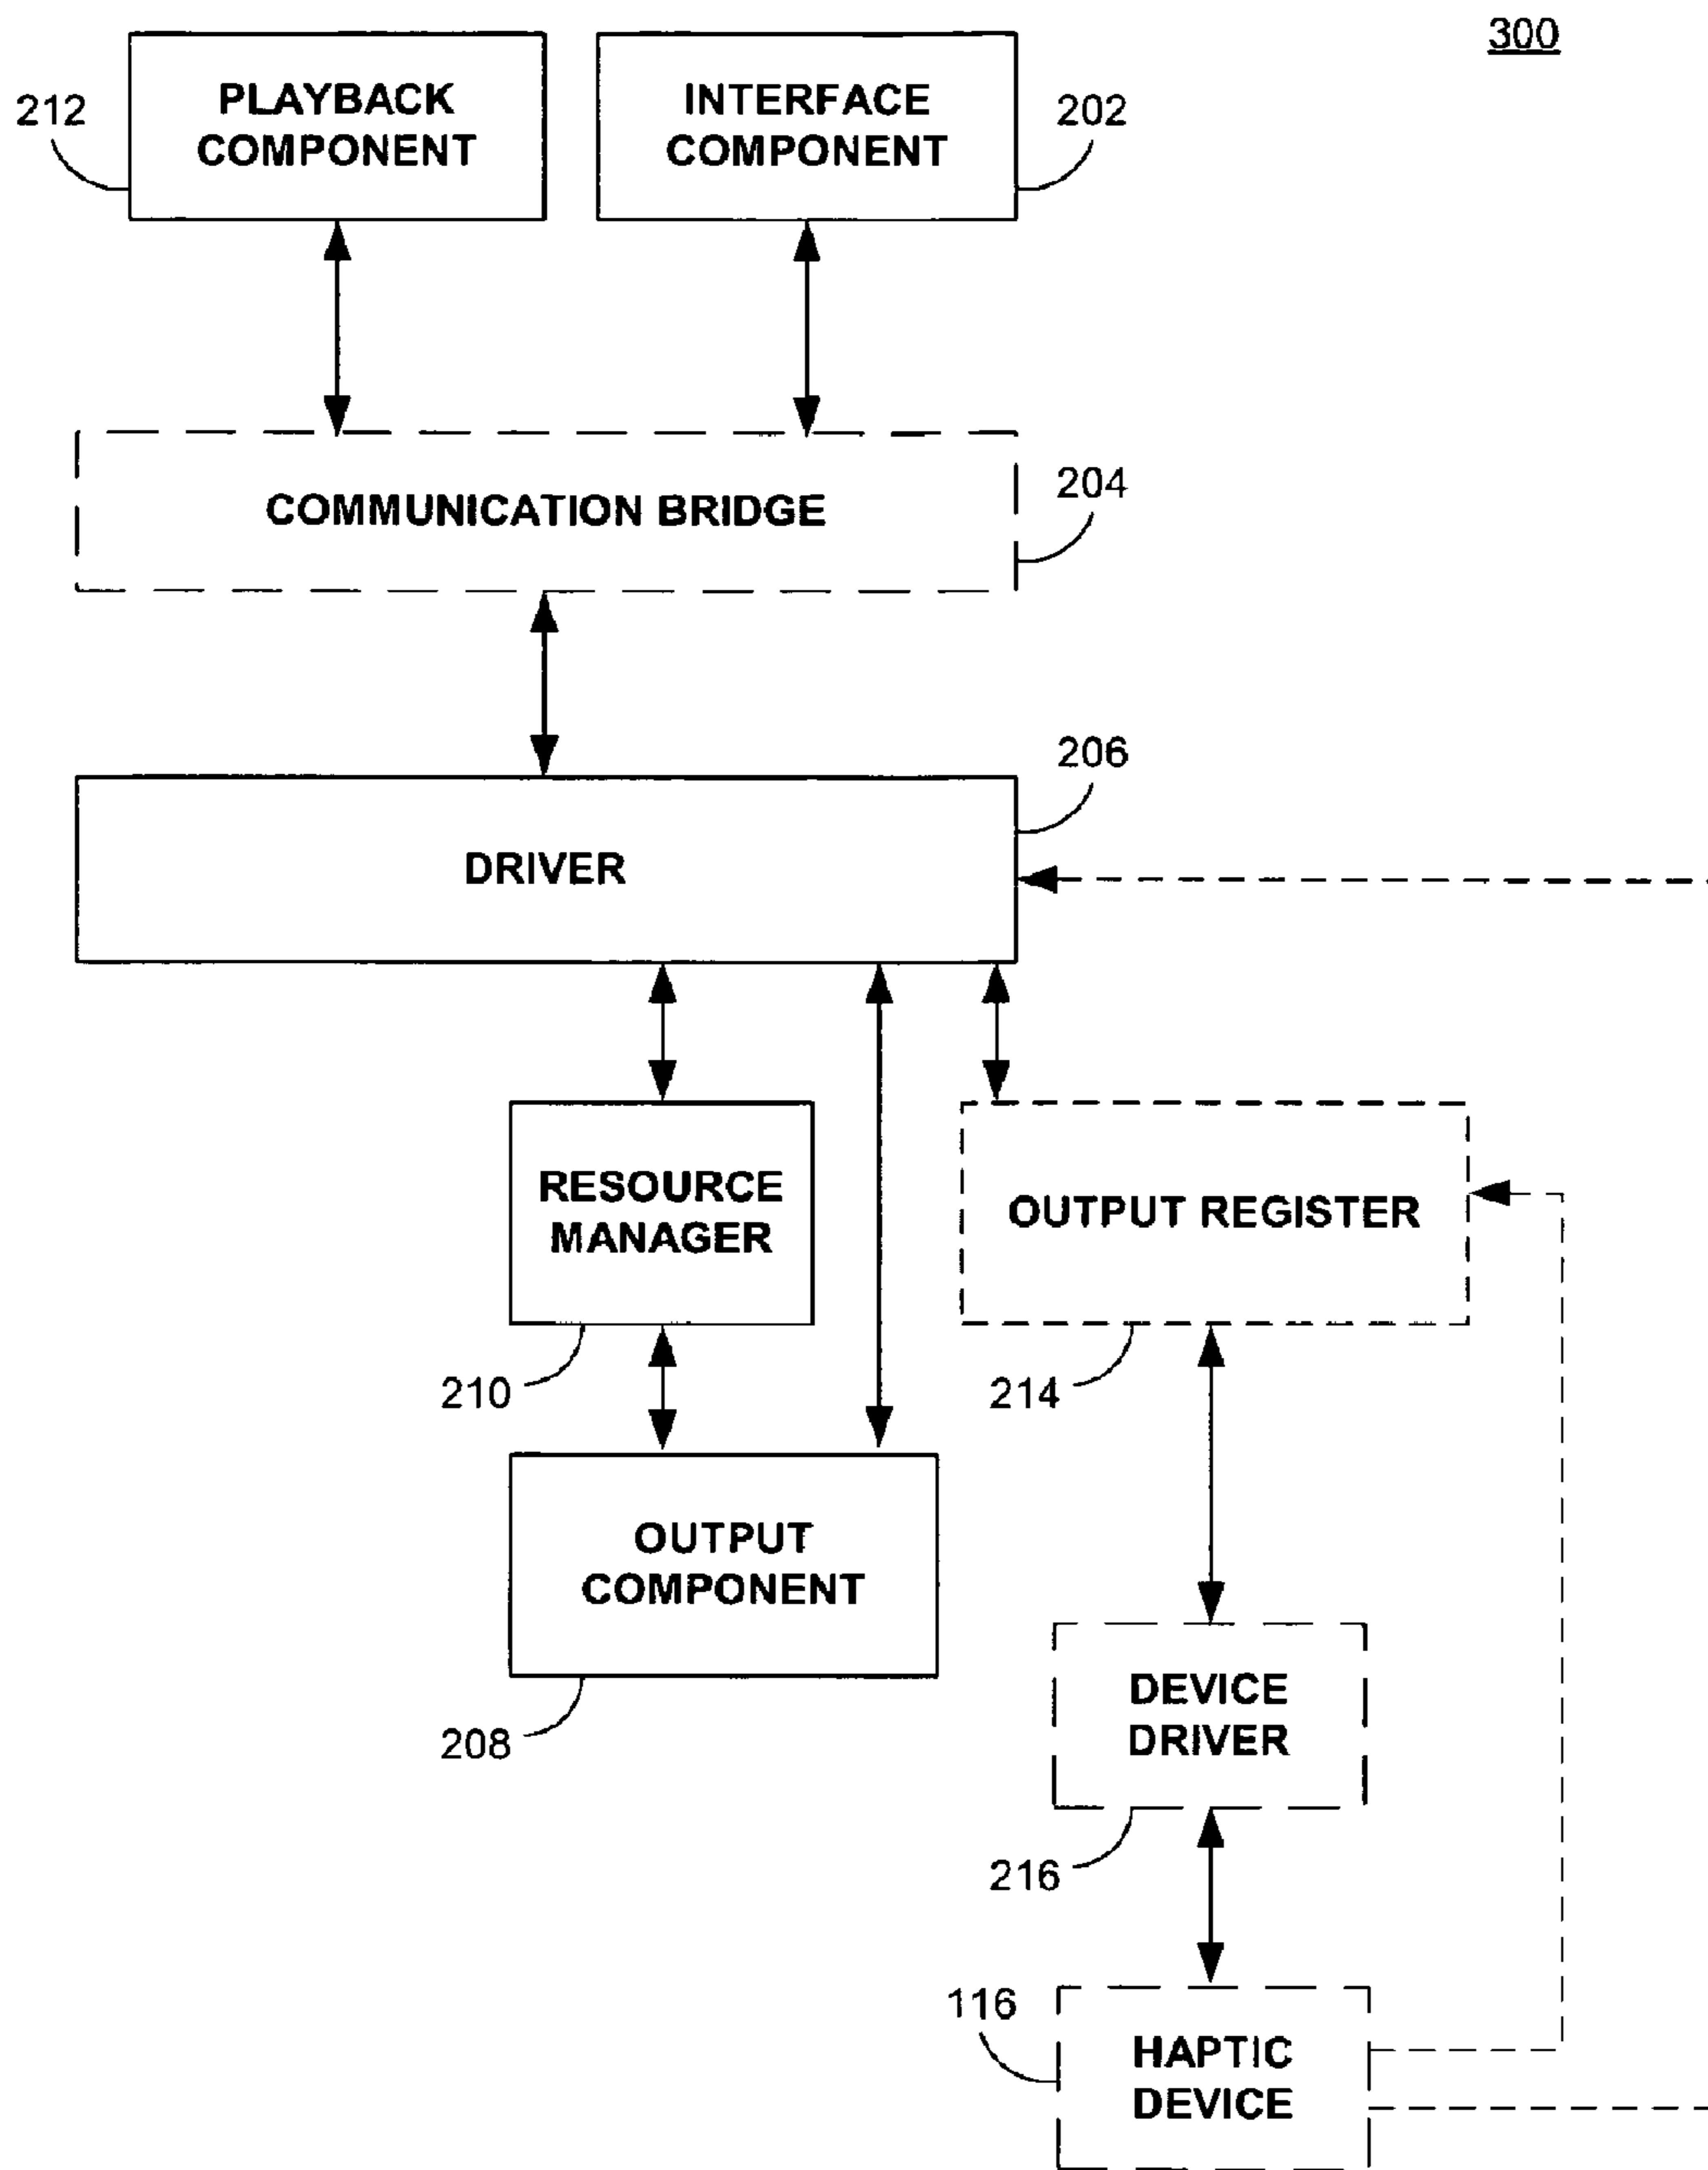 300
PLAYBACK
COMPONENT
212
INTERFACE
COMPONENT
202
COMMUNICATION BRIDGE
204
206
DRIVER
RESOURCE
MANAGER
210
OUTPUT REGISTER
214
OUTPUT
COMPONENT
208
DEVICE
DRIVER
216
116
HAPTIC
DEVICE